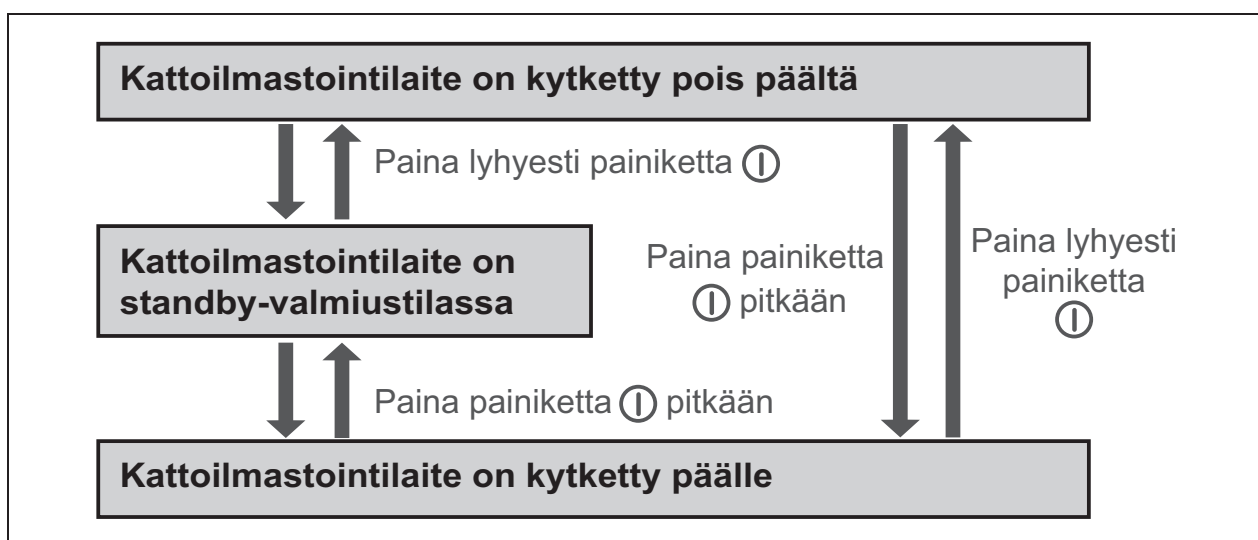 Kattoilmastointilaite on kytketty pois päältä
Paina lyhyesti painiketta
Kattoilmastointilaite on
standby-valmiustilassa
Paina painiketta
pitkään
Paina lyhyesti
painiketta
Paina painiketta pitkään
Kattoilmastointilaite on kytketty päälle